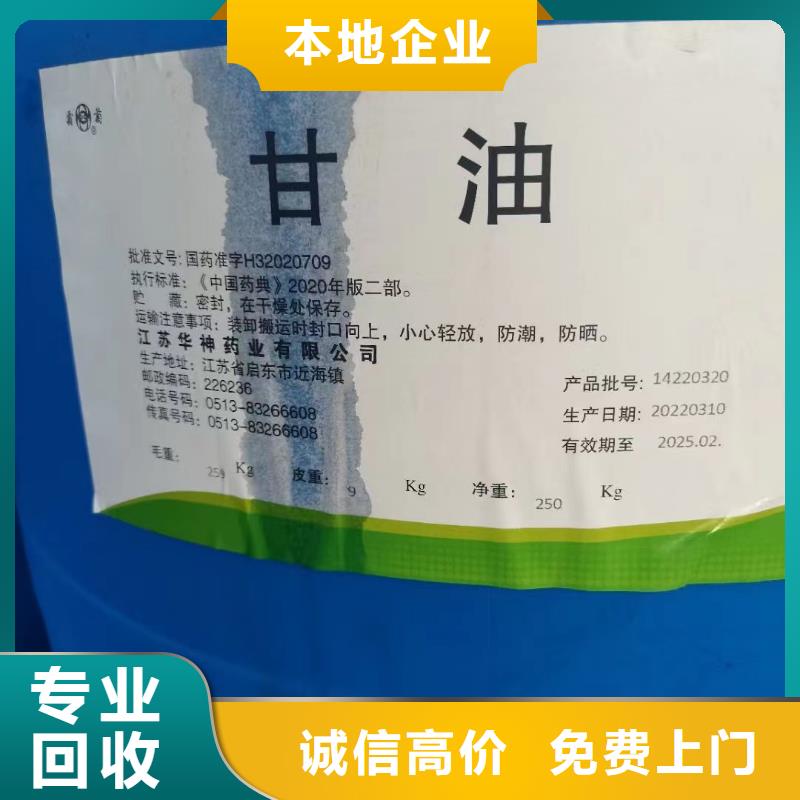 本地企业
甘 油
批准文号: 国药准字H32020709
执行标准: 《中国药典》2020年版二部。
贮 藏: 密封, 在干燥处保存。
运输注意事项: 装卸搬运时封口向上, 小心轻放, 防潮, 防晒。
江苏华神药业有限公司
生产地址: 江苏省启东市近海镇
邮政编码: 226236
电话号码: 0513-83266608
传真号码: 0513-83266608
产品批号: 14220320
生产日期: 20220310
有效期至 2025.02.
毛重: 259 Kg 皮重: 9 Kg 净重: 250 Kg
专业
回收
诚信高价 免费上门